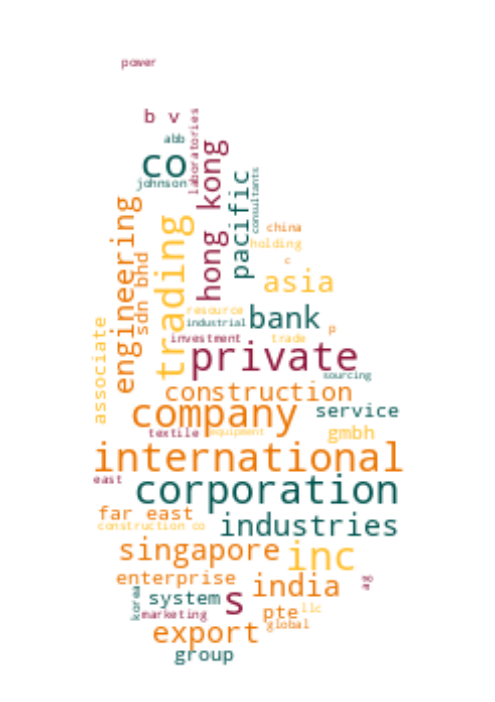 power
b v
abb
laboratories
co
johnson
hong kong
pacific
consultants
engineering
sdn bhd
trading
china
holding
c
asia
resource
industrial
bank
p
investment
trade
associate
private
sourcing
construction
company
service
textile
equipment
gmbh
international
east
corporation
far east
construction co
industries
singapore
inc
enterprise
india
korea
system
s
pte
llc
marketing
global
export
group